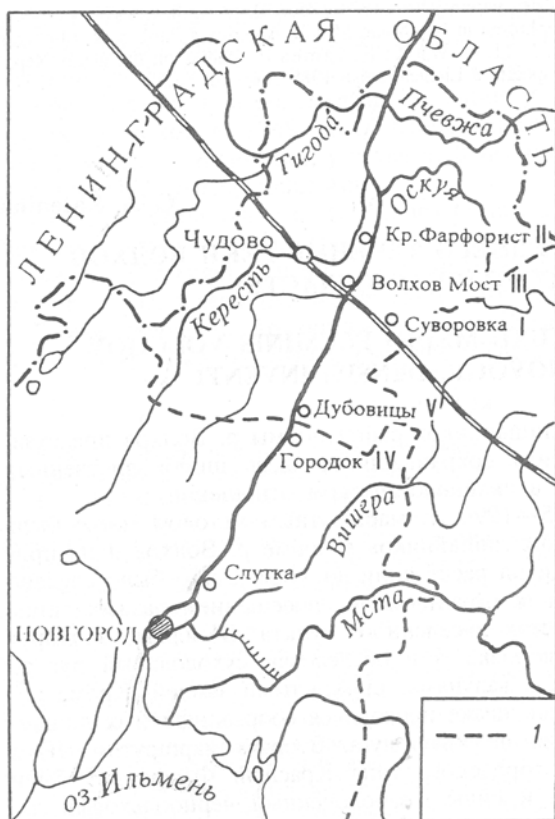 ЛЕНИНГРАДСКАЯ ОБЛАСТЬ
Пчевжа
Тигода
Оскуя
Чудово
Кр. Фарфорист II
Волхов Мост III
Кересть
Суворовка I
Дубовицы V
Городок IV
Вишера
Слутка
Мста
НОВГОРОД
1
оз. Ильмень